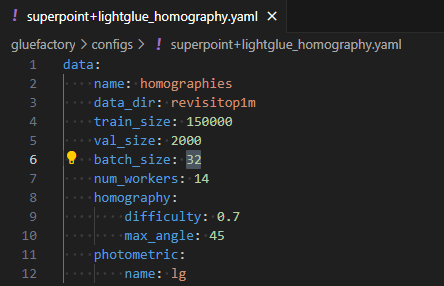 superpoint+lightglue_homography.yaml
gluefactory > configs > superpoint+lightglue_homography.yaml
1 data:
2 name: homographies
3 data_dir: revisitop1m
4 train_size: 150000
5 val_size: 2000
6 batch_size: 32
7 num_workers: 14
8 homography:
9 difficulty: 0.7
10 max_angle: 45
11 photometric:
12 name: lg